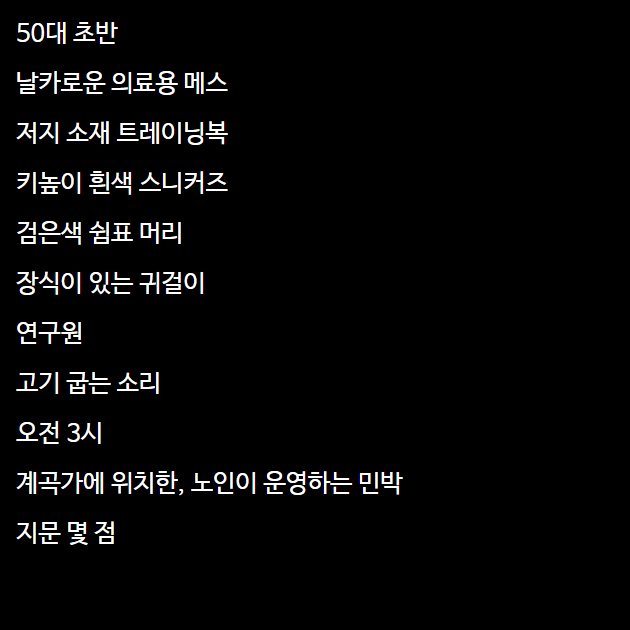 50대 초반
날카로운 의료용 메스
저지 소재 트레이닝복
키높이 흰색 스니커즈
검은색 쉼표 머리
장식이 있는 귀걸이
연구원
고기 굽는 소리
오전 3시
계곡가에 위치한, 노인이 운영하는 민박
지문 몇 점